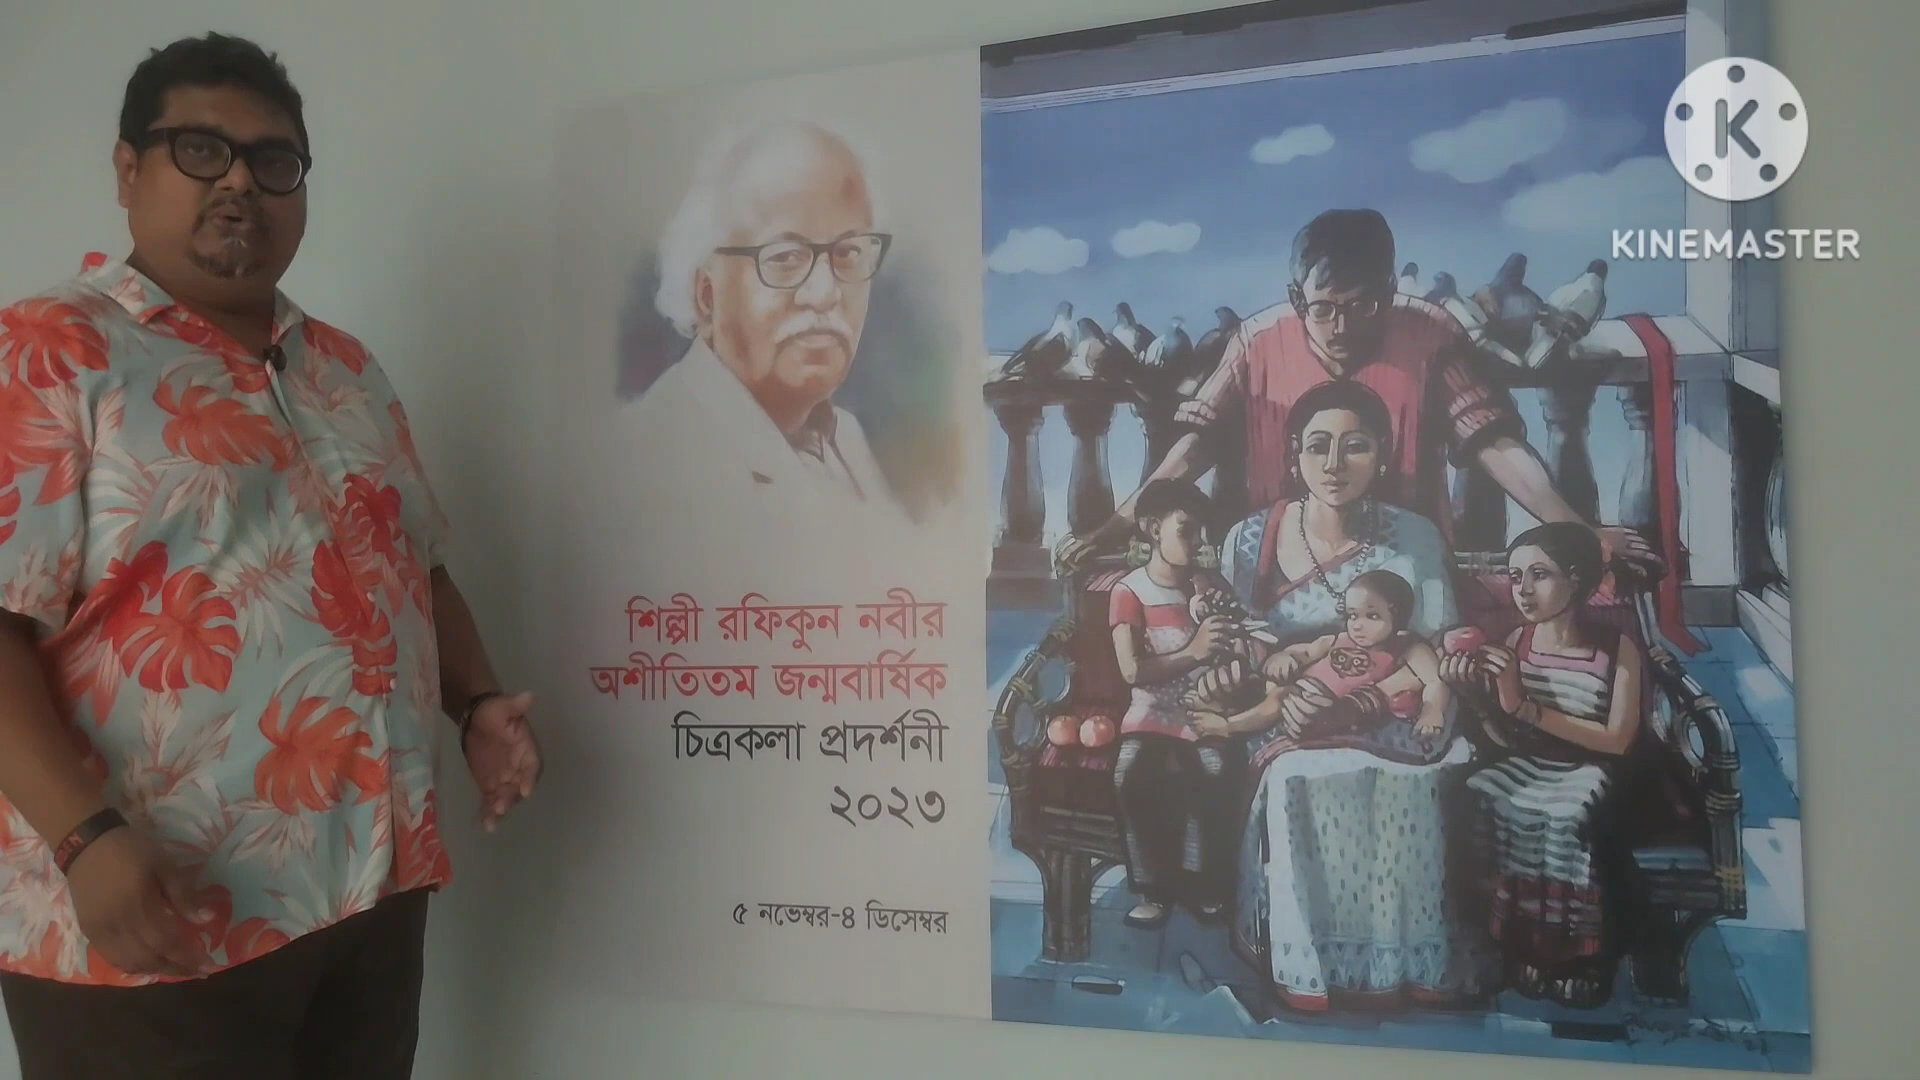 শিল্পী রফিকুন নবীর
অশীতিতম জন্মবার্ষিক
চিত্রকলা প্রদর্শনী
২০২৩
৫ নভেম্বর-৪ ডিসেম্বর
K
KINEMASTER